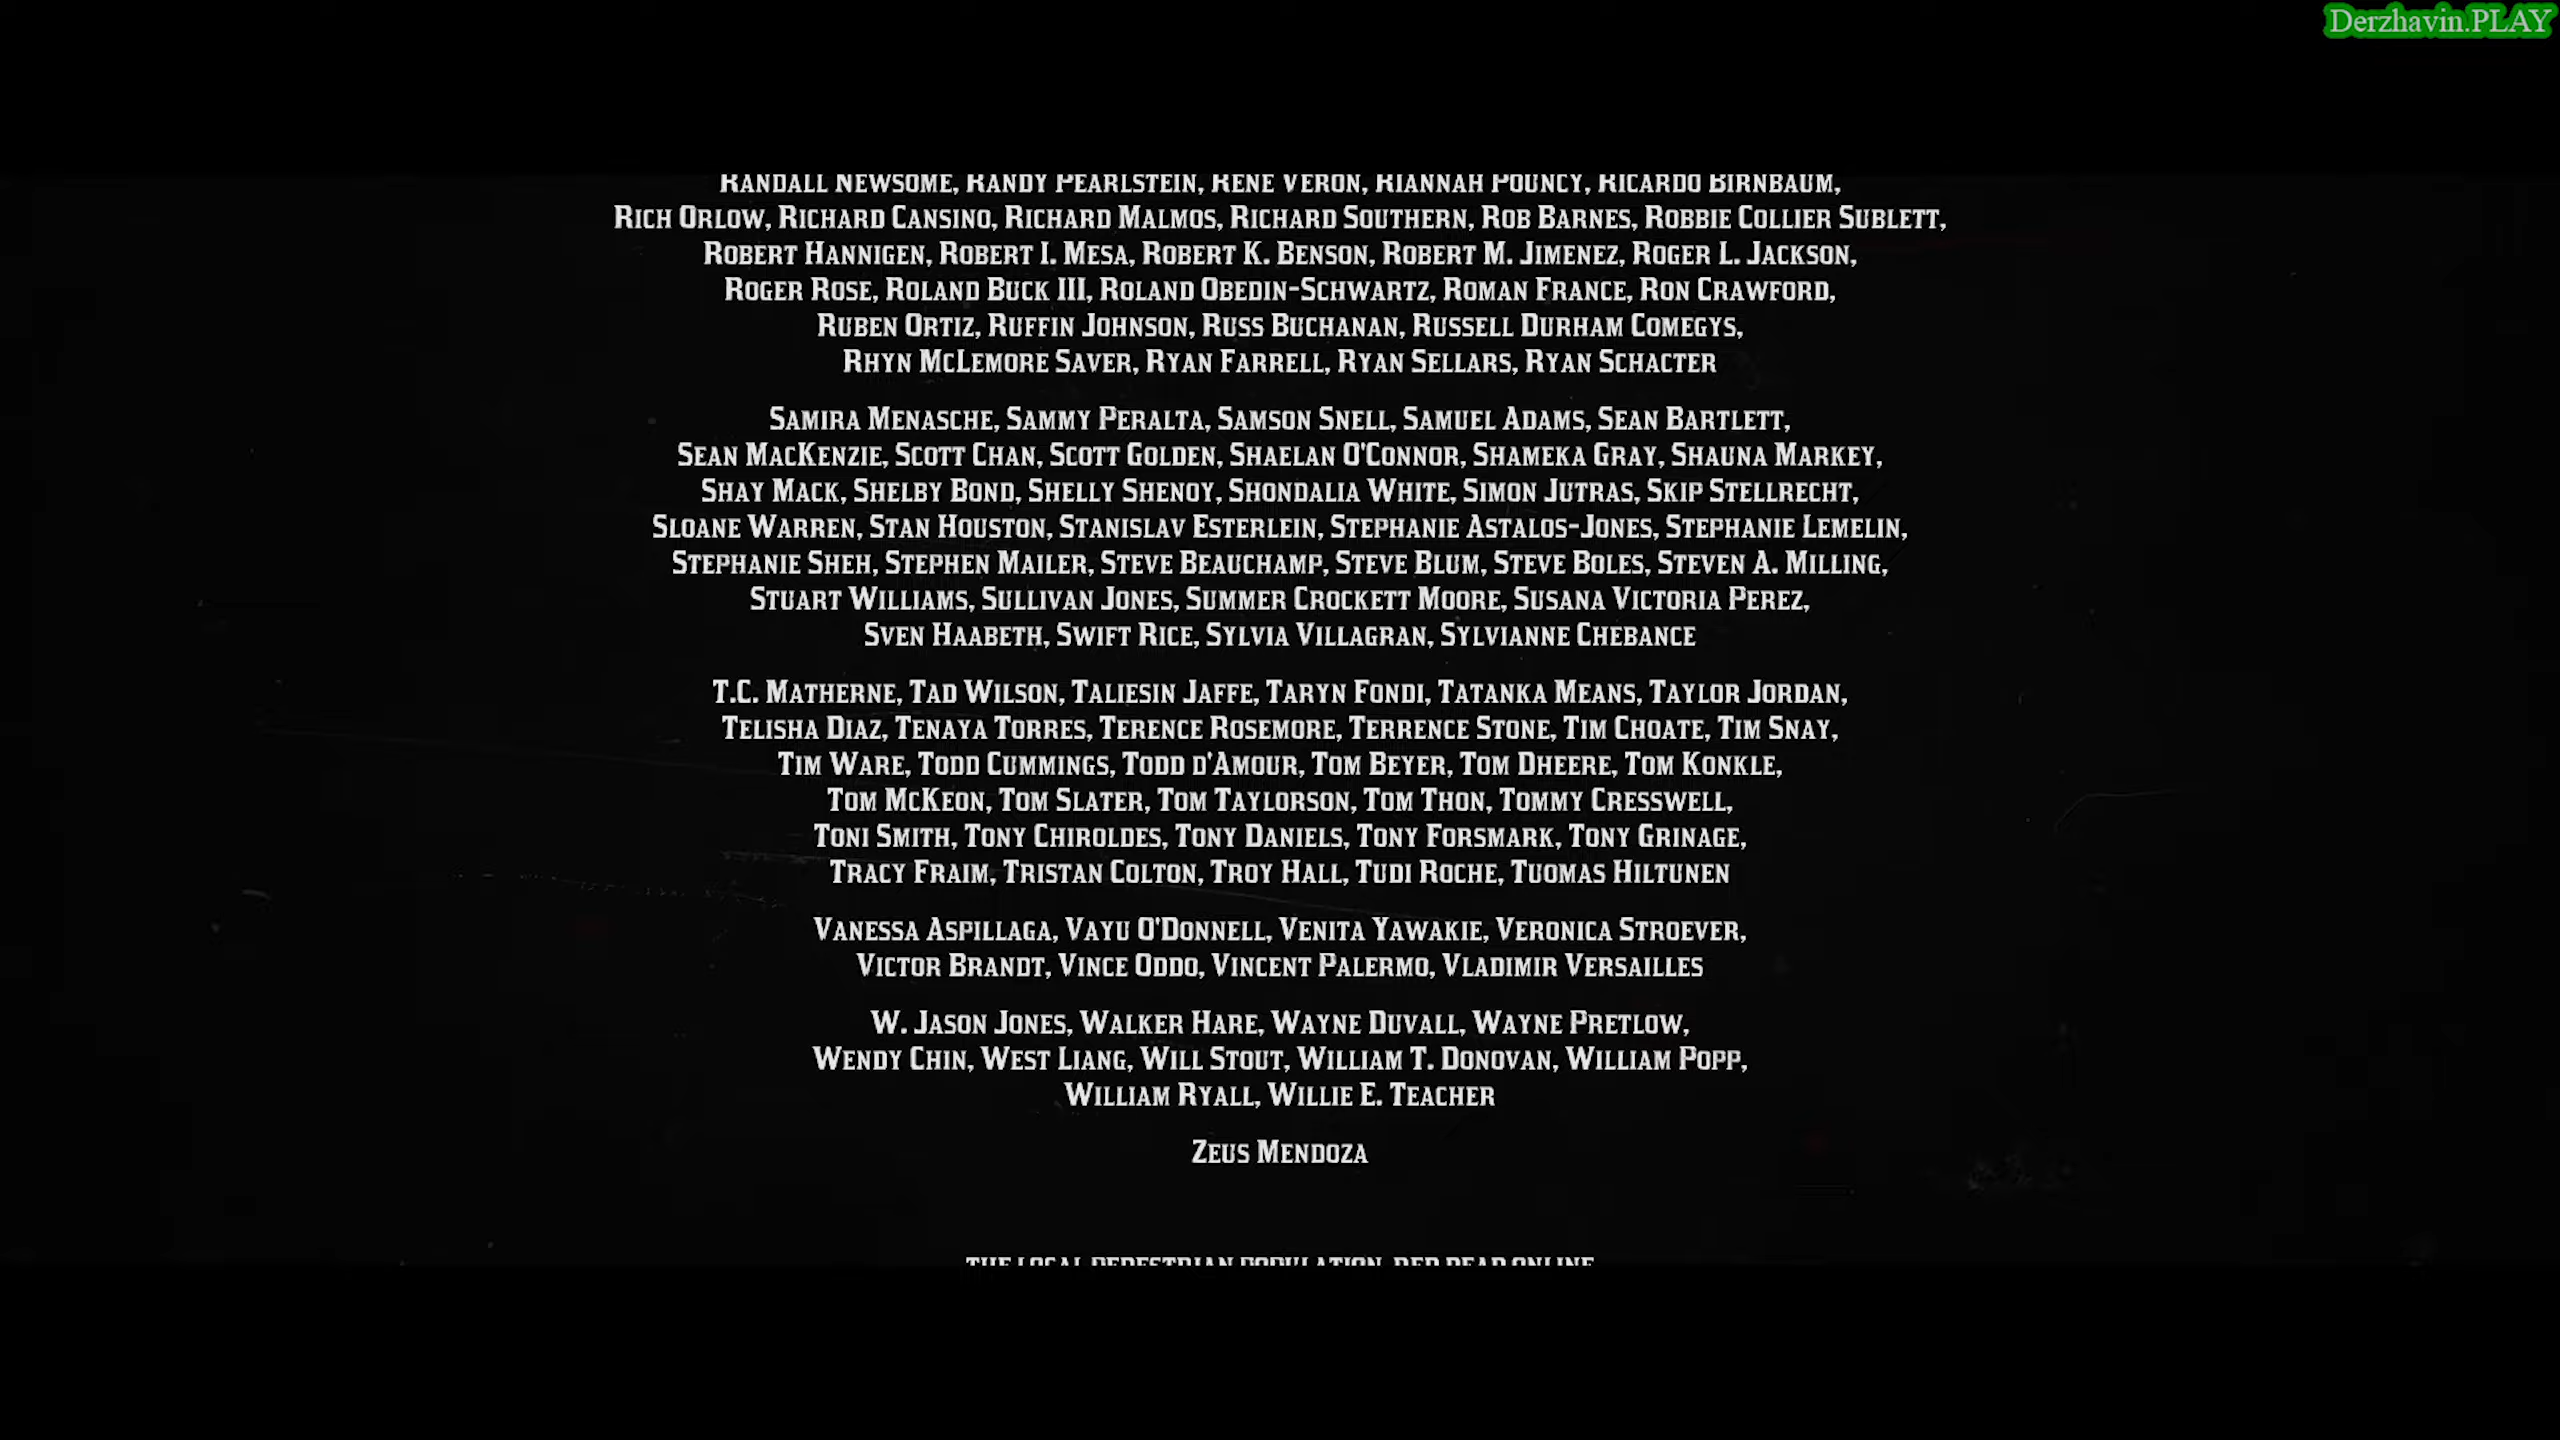 Derzhavin.PLAY
Randall Newsome, Randy Pearlstein, Rene Veron, Riannah Pouncy, Ricardo Birnbaum,
Rich Orlow, Richard Cansino, Richard Malmos, Richard Southern, Rob Barnes, Robbie Collier Sublett,
Robert Hannigen, Robert I. Mesa, Robert K. Benson, Robert M. Jimenez, Roger L. Jackson,
Roger Rose, Roland Buck III, Roland Obedin-Schwartz, Roman France, Ron Crawford,
Ruben Ortiz, Ruffin Johnson, Russ Buchanan, Russell Durham Comegys,
Rhyn McLemore Saver, Ryan Farrell, Ryan Sellars, Ryan Schacter
Samira Menasche, Sammy Peralta, Samson Snell, Samuel Adams, Sean Bartlett,
Sean MacKenzie, Scott Chan, Scott Golden, Shaelan O'Connor, Shameka Gray, Shauna Markey,
Shay Mack, Shelby Bond, Shelly Shenoy, Shondalia White, Simon Jutras, Skip Stellrecht,
Sloane Warren, Stan Houston, Stanislav Esterlein, Stephanie Astalos-Jones, Stephanie Lemelin,
Stephanie Sheh, Stephen Mailer, Steve Beauchamp, Steve Blum, Steve Boles, Steven A. Milling,
Stuart Williams, Sullivan Jones, Summer Crockett Moore, Susana Victoria Perez,
Sven Haabeth, Swift Rice, Sylvia Villagran, Sylvianne Chebance
T.C. Matherne, Tad Wilson, Taliesin Jaffe, Taryn Fondi, Tatanka Means, Taylor Jordan,
Telisha Diaz, Tenaya Torres, Terence Rosemore, Terrence Stone, Tim Choate, Tim Snay,
Tim Ware, Todd Cummings, Todd d'Amour, Tom Beyer, Tom Dheere, Tom Konkle,
Tom McKeon, Tom Slater, Tom Taylorson, Tom Thon, Tommy Cresswell,
Toni Smith, Tony Chiroldes, Tony Daniels, Tony Forsmark, Tony Grinage,
Tracy Fraim, Tristan Colton, Troy Hall, Tudi Roche, Tuomas Hiltunen
Vanessa Aspillaga, Vayu O'Donnell, Venita Yawakie, Veronica Stroever,
Victor Brandt, Vince Oddo, Vincent Palermo, Vladimir Versailles
W. Jason Jones, Walker Hare, Wayne Duvall, Wayne Pretlow,
Wendy Chin, West Liang, Will Stout, William T. Donovan, William Popp,
William Ryall, Willie E. Teacher
Zeus Mendoza
THE LOCAL PEDESTRIAN POPULATION, RED DEAD ONLINE